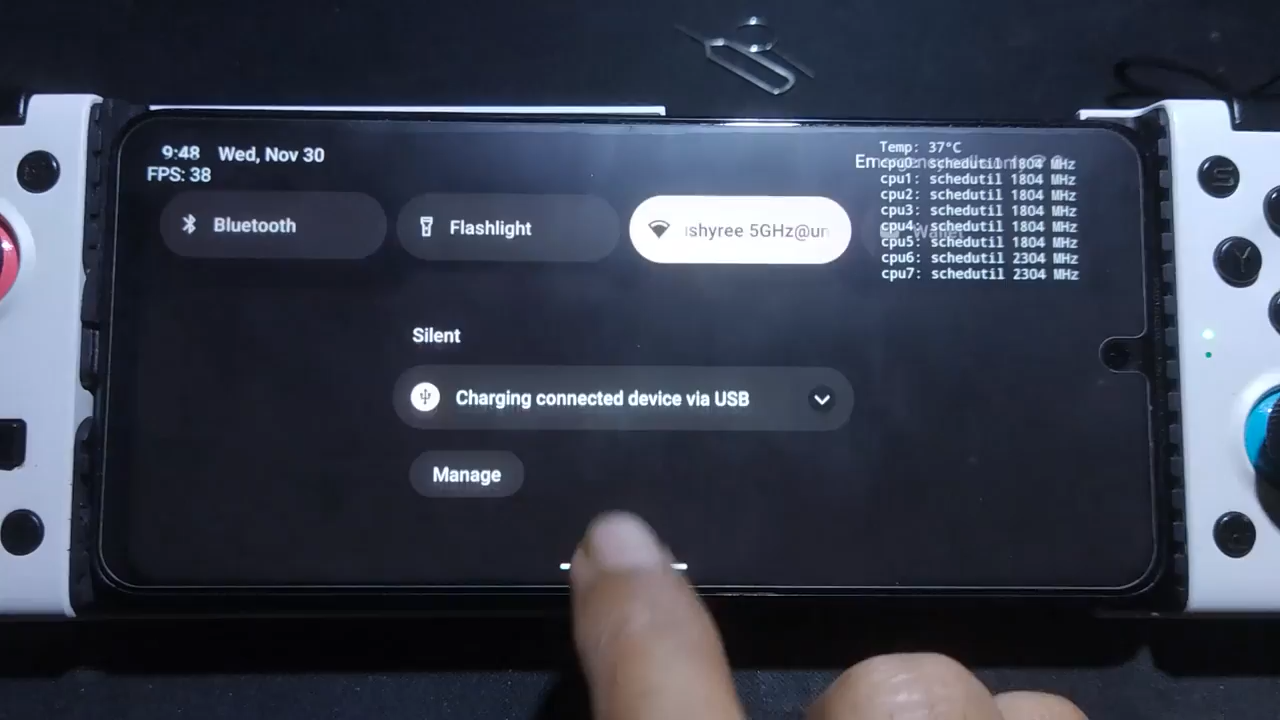 9:48 Wed, Nov 30
FPS: 38
Temp: 37°C
cpu0: schedutil 1804 MHz
cpu1: schedutil 1804 MHz
cpu2: schedutil 1804 MHz
cpu3: schedutil 1804 MHz
cpu4: schedutil 1804 MHz
cpu5: schedutil 1804 MHz
cpu6: schedutil 2304 MHz
cpu7: schedutil 2304 MHz
Bluetooth
Flashlight
shyree 5GHz@un
Silent
Charging connected device via USB
Manage
S
Y